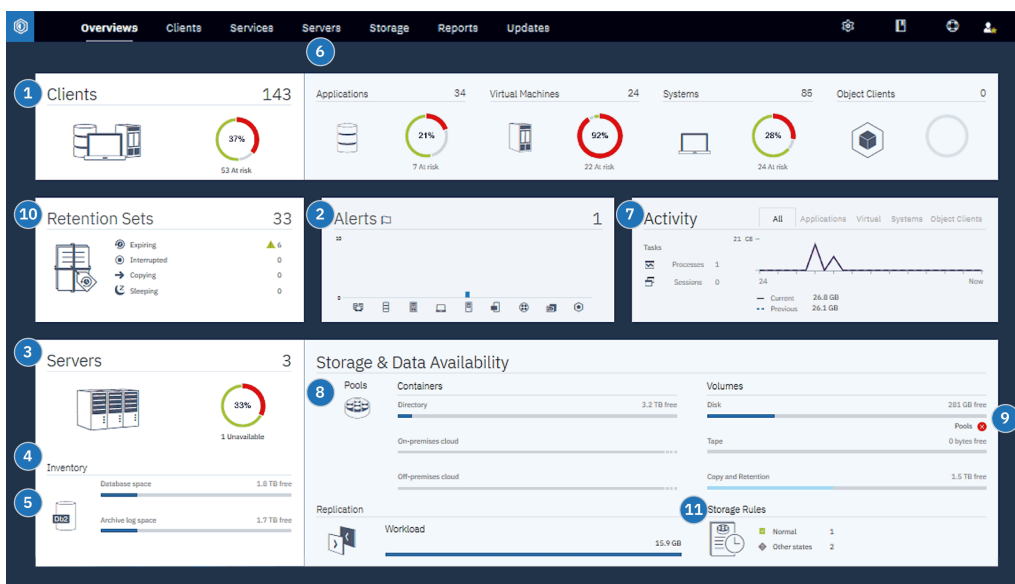 Overviews Clients Services Servers Storage Reports Updates
6
1 Clients 143
37%
53 At risk
Applications 34
21%
7 At risk
Virtual Machines 24
92%
22 At risk
Systems 85
28%
24 At risk
Object Clients 0
10 Retention Sets 33
Expiring 6
Interrupted 0
Copying 0
Sleeping 0
2 Alerts 1
10
0
7 Activity All Applications Virtual Systems Object Clients
Tasks
Processes 1
Sessions 0
21 GB
24 Now
Current 26.8 GB
Previous 26.1 GB
3 Servers 3
33%
1 Unavailable
4
Inventory
5
Db2
Database space 1.8 TB free
Archive log space 1.7 TB free
Storage & Data Availability
8 Pools
Containers
Directory 3.2 TB free
On-premises cloud
Off-premises cloud
Volumes
Disk 281 GB free
Pools 9
Tape 0 bytes free
Copy and Retention 1.5 TB free
Replication
Workload
15.9 GB
11 Storage Rules
Normal 1
Other states 2